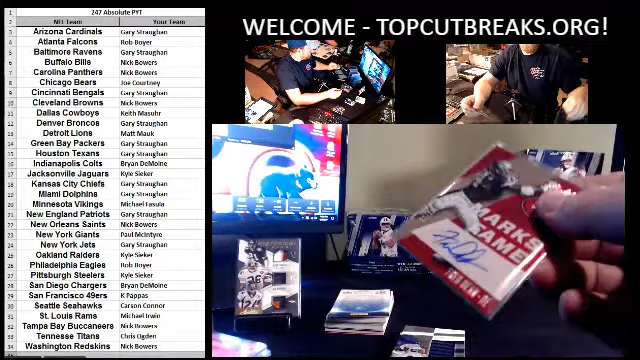 247 Absolute PYT
NFL Team Your Team
Arizona Cardinals Gary Straughan
Atlanta Falcons Rob Boyer
Baltimore Ravens Gary Straughan
Buffalo Bills Nick Bowers
Carolina Panthers Nick Bowers
Chicago Bears Joe Courtney
Cincinnati Bengals Gary Straughan
Cleveland Browns Nick Bowers
Dallas Cowboys Keith Masuhr
Denver Broncos Gary Straughan
Detroit Lions Matt Mauk
Green Bay Packers Gary Straughan
Houston Texans Gary Straughan
Indianapolis Colts Bryan DeMoine
Jacksonville Jaguars Kyle Sieker
Kansas City Chiefs Gary Straughan
Miami Dolphins Gary Straughan
Minnesota Vikings Michael Fasula
New England Patriots Gary Straughan
New Orleans Saints Nick Bowers
New York Giants Paul McIntyre
New York Jets Gary Straughan
Oakland Raiders Kyle Sieker
Philadelphia Eagles Rob Boyer
Pittsburgh Steelers Kyle Sieker
San Diego Chargers Bryan DeMoine
San Francisco 49ers K Pappas
Seattle Seahawks Carson Connor
St. Louis Rams Michael Irwin
Tampa Bay Buccaneers Nick Bowers
Tennesse Titans Chris Ogden
Washington Redskins Nick Bowers
WELCOME - TOPCUTBREAKS.ORG!
MARKS
GAME